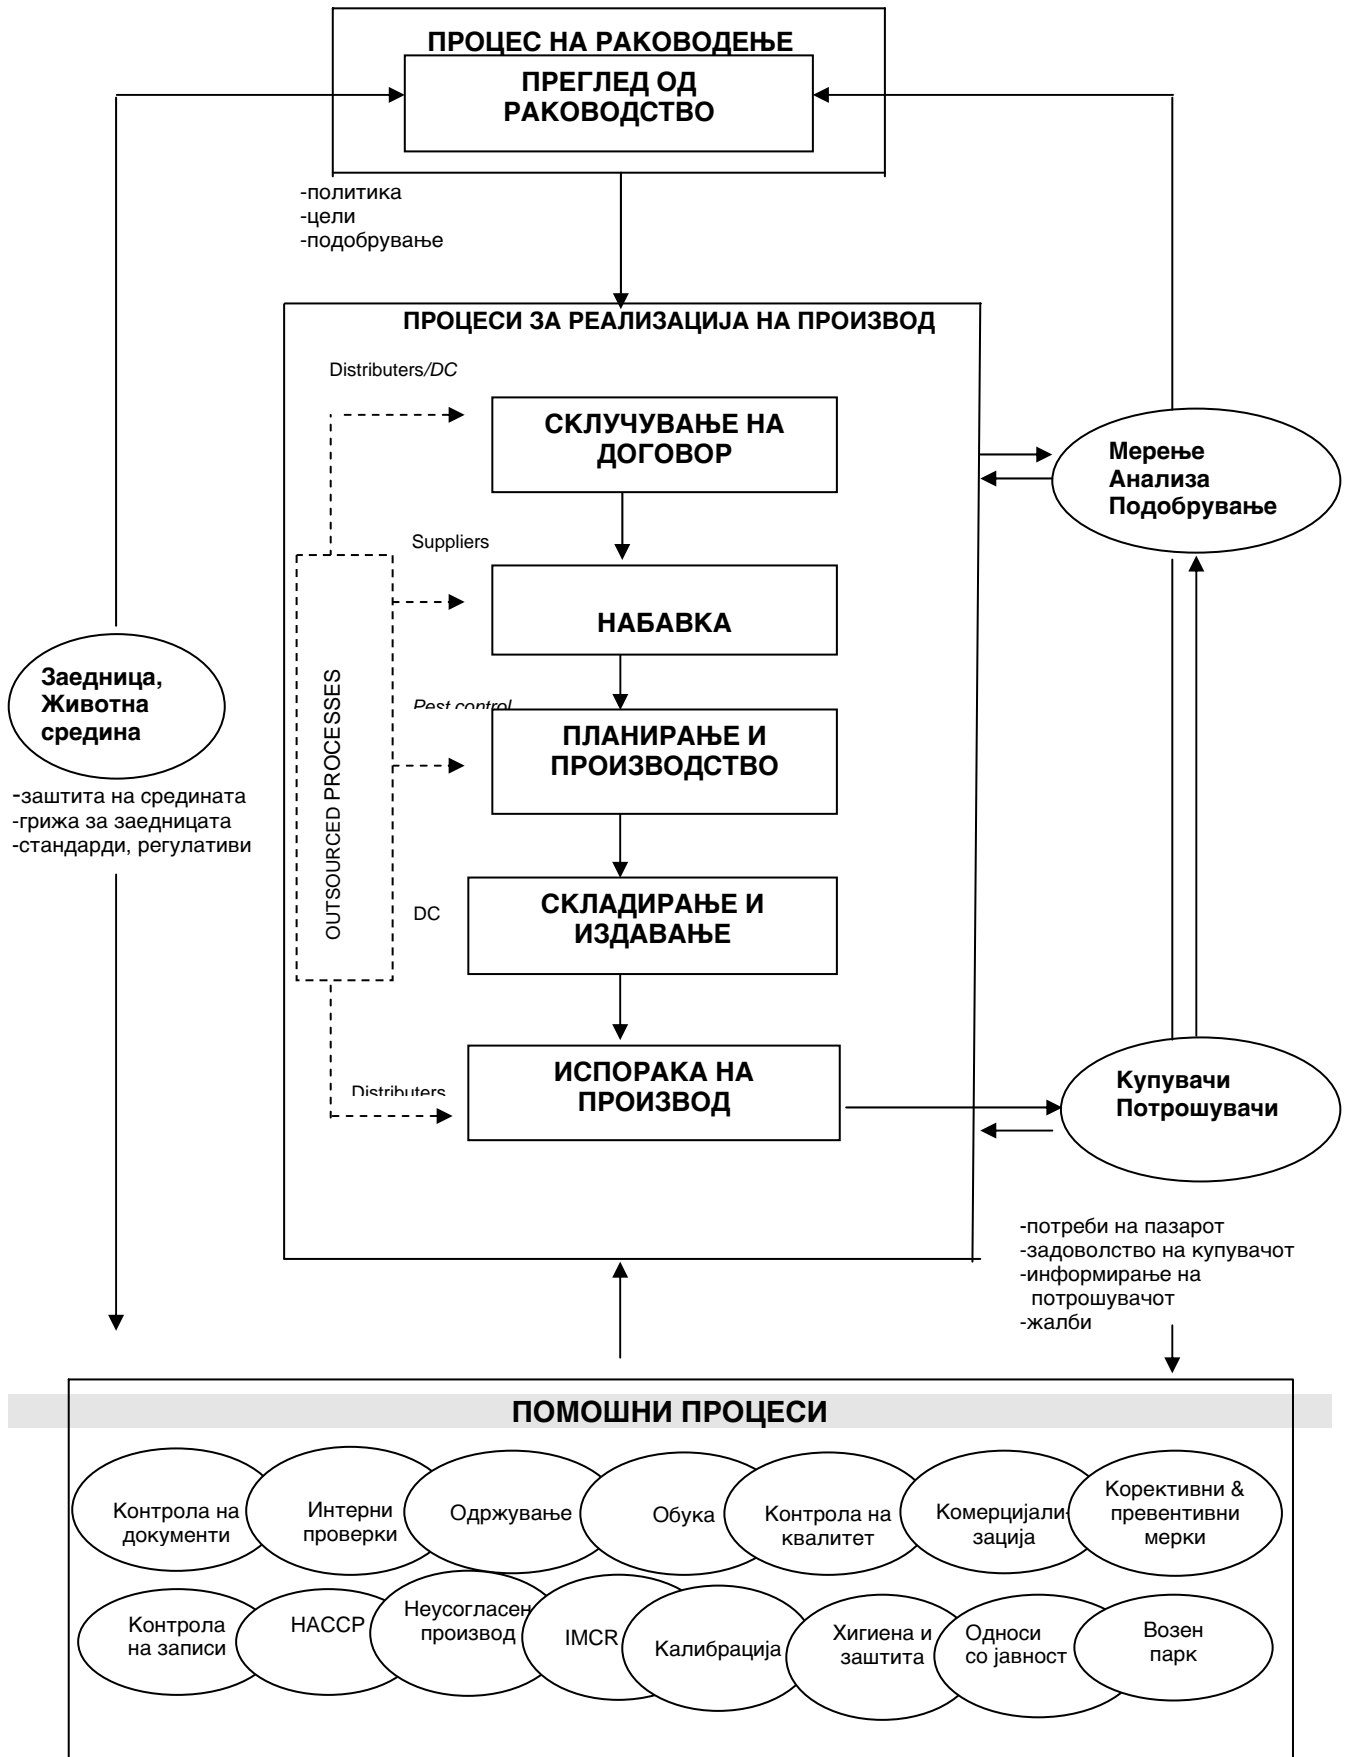 ПРОЦЕС НА РАКОВОДЕЊЕ
ПРЕГЛЕД ОД
РАКОВОДСТВО
-политика
-цели
-подобрување
ПРОЦЕСИ ЗА РЕАЛИЗАЦИЈА НА ПРОИЗВОД
Distributers/DC
СКЛУЧУВАЊЕ НА
ДОГОВОР
Suppliers
НАБАВКА
Pest control
ПЛАНИРАЊЕ И
ПРОИЗВОДСТВО
OUTSOURCED PROCESSES
DC
СКЛАДИРАЊЕ И
ИЗДАВАЊЕ
Distributers
ИСПОРАКА НА
ПРОИЗВОД
Мерење
Анализа
Подобрување
Заедница,
Животна
средина
-заштита на средината
-грижа за заедницата
-стандарди, регулативи
Купувачи
Потрошувачи
-потреби на пазарот
-задоволство на купувачот
-информирање на
потрошувачот
-жалби
ПОМОШНИ ПРОЦЕСИ
Контрола на
документи
Интерни
проверки
Одржување
Обука
Контрола на
квалитет
Комерцијали-
зација
Корективни &
превентивни
мерки
Контрола
на записи
НАССР
Неусогласен
производ
IMCR
Калибрација
Хигиена и
заштита
Односи
со јавност
Возен
парк